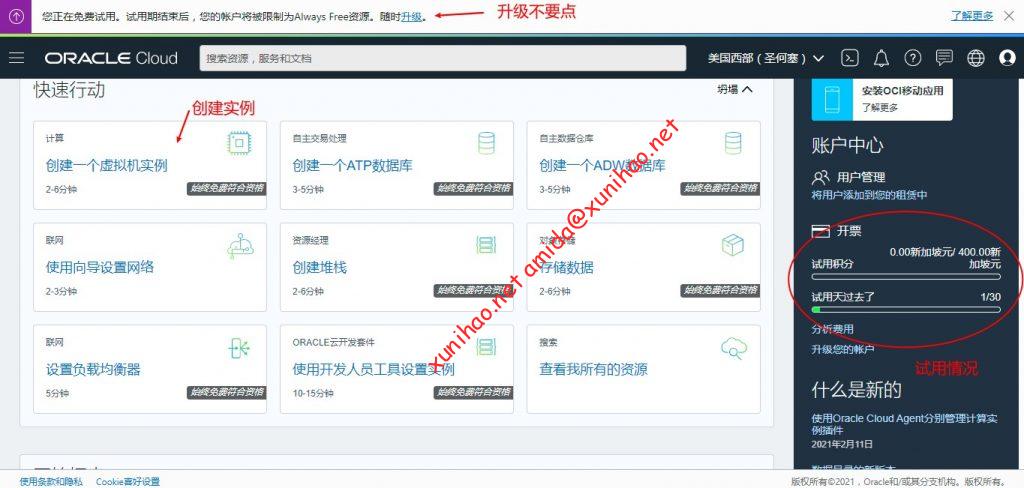 您正在免费试用。试用期结束后，您的帐户将被限制为Always Free资源。随时升级。
升级不要点
了解更多
ORACLE Cloud
搜索资源，服务和文档
美国西部（圣何塞）
快速行动
坍塌
创建实例
计算
创建一个虚拟机实例
2-6分钟
始终免费符合资格
自主交易处理
创建一个ATP数据库
3-5分钟
始终免费符合资格
自主数据仓库
创建一个ADW数据库
3-5分钟
始终免费符合资格
联网
使用向导设置网络
2-3分钟
资源经理
创建堆栈
2-6分钟
始终免费符合资格
存储数据
2-6分钟
始终免费符合资格
联网
设置负载均衡器
5分钟
始终免费符合资格
ORACLE云开发套件
使用开发人员工具设置实例
10-15分钟
始终免费符合资格
搜索
查看我所有的资源
xunihao.net amida@xunihao.net
安装OCI移动应用
了解更多
账户中心
用户管理
将用户添加到您的租赁中
开票
0.00新加坡元/ 400.00新
试用积分
加坡元
试用天过去了
1/30
分析费用
升级您的帐户
试用情况
什么是新的
使用Oracle Cloud Agent分别管理计算实
例插件
2021年2月11日
使用条款和隐私
Cookie喜好设置
版权所有©2021，Oracle和/或其分支机构。版权所有。